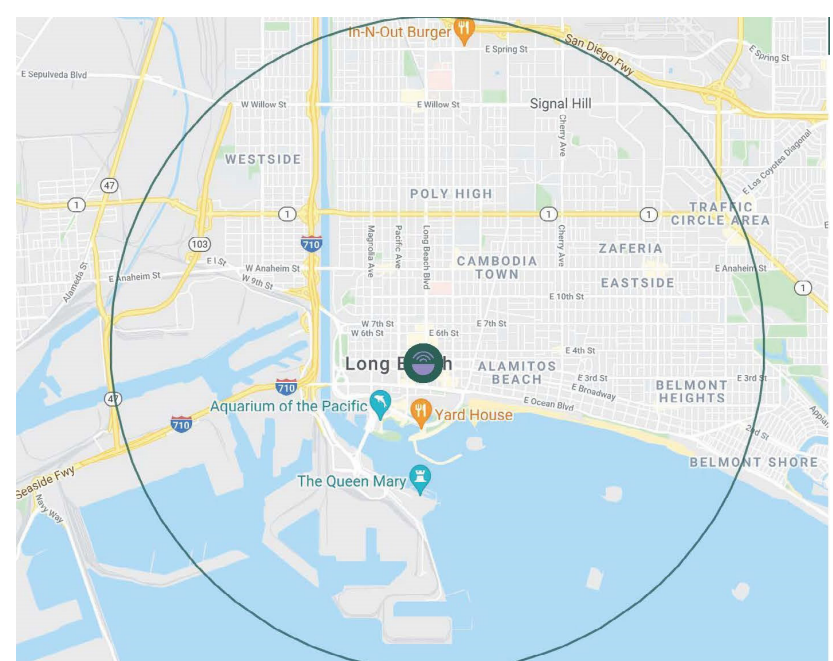 In-N-Out Burger
E Spring St
San Diego Fwy
E Spring St
E Sepulveda Blvd
W Willow St
E Willow St
Signal Hill
Cherry Ave
WESTSIDE
E Los Coyotes Diagonal
47
POLY HIGH
1
1
1
1
TRAFFIC
CIRCLE AREA
103
710
Magnolia Ave
Pacific Ave
Long Beach Blvd
Cherry Ave
ZAFERIA
E I St
W Anaheim St
CAMBODIA
TOWN
E Anaheim St
E Anaheim St
Alameda St
W 9th St
EASTSIDE
1
E 10th St
W 7th St
W 6th St
E 6th St
E 7th St
E 4th St
Long B h
ALAMITOS
BEACH
E 3rd St
E 3rd St
710
E Broadway
BELMONT
HEIGHTS
47
Aquarium of the Pacific
Yard House
E Ocean Blvd
710
2nd St
BELMONT SHORE
Seaside Fwy
The Queen Mary
Navy Way